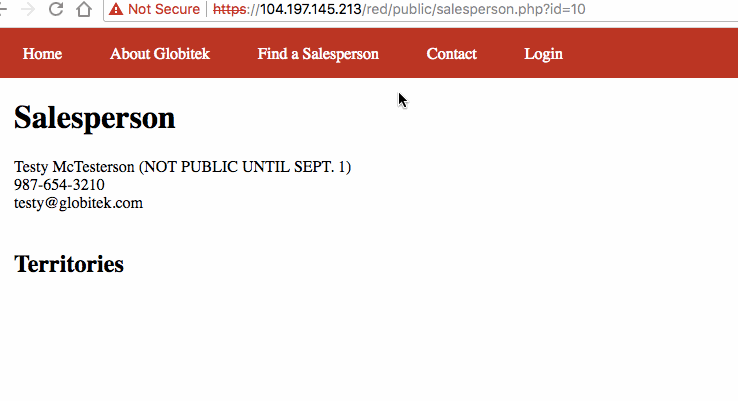 Not Secure https://104.197.145.213/red/public/salesperson.php?id=10
Home About Globitek Find a Salesperson Contact Login
Salesperson
Testy McTesterson (NOT PUBLIC UNTIL SEPT. 1)
987-654-3210
testy@globitek.com
Territories